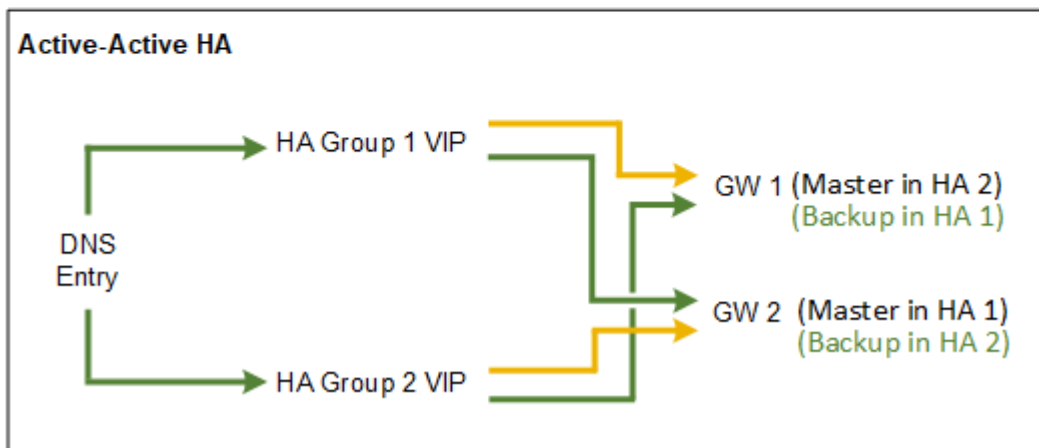 Active-Active HA
HA Group 1 VIP
GW 1 (Master in HA 2)
(Backup in HA 1)
DNS
Entry
GW 2 (Master in HA 1)
(Backup in HA 2)
HA Group 2 VIP